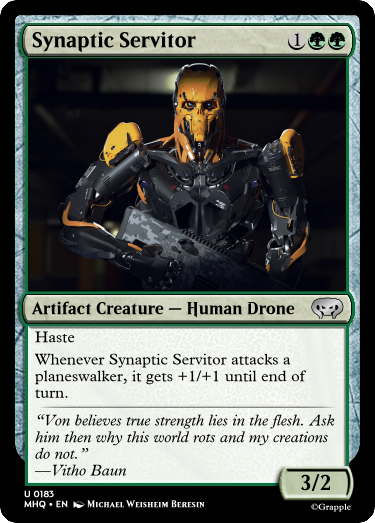 Synaptic Servitor 1
Artifact Creature — Human Drone
Haste
Whenever Synaptic Servitor attacks a
planeswalker, it gets +1/+1 until end of
turn.
“Von believes true strength lies in the flesh. Ask
him then why this world rots and my creations
do not.”
—Vitho Baun
3/2
U 0183
MHQ • EN Michael Weisheim Beresin
©Grapple